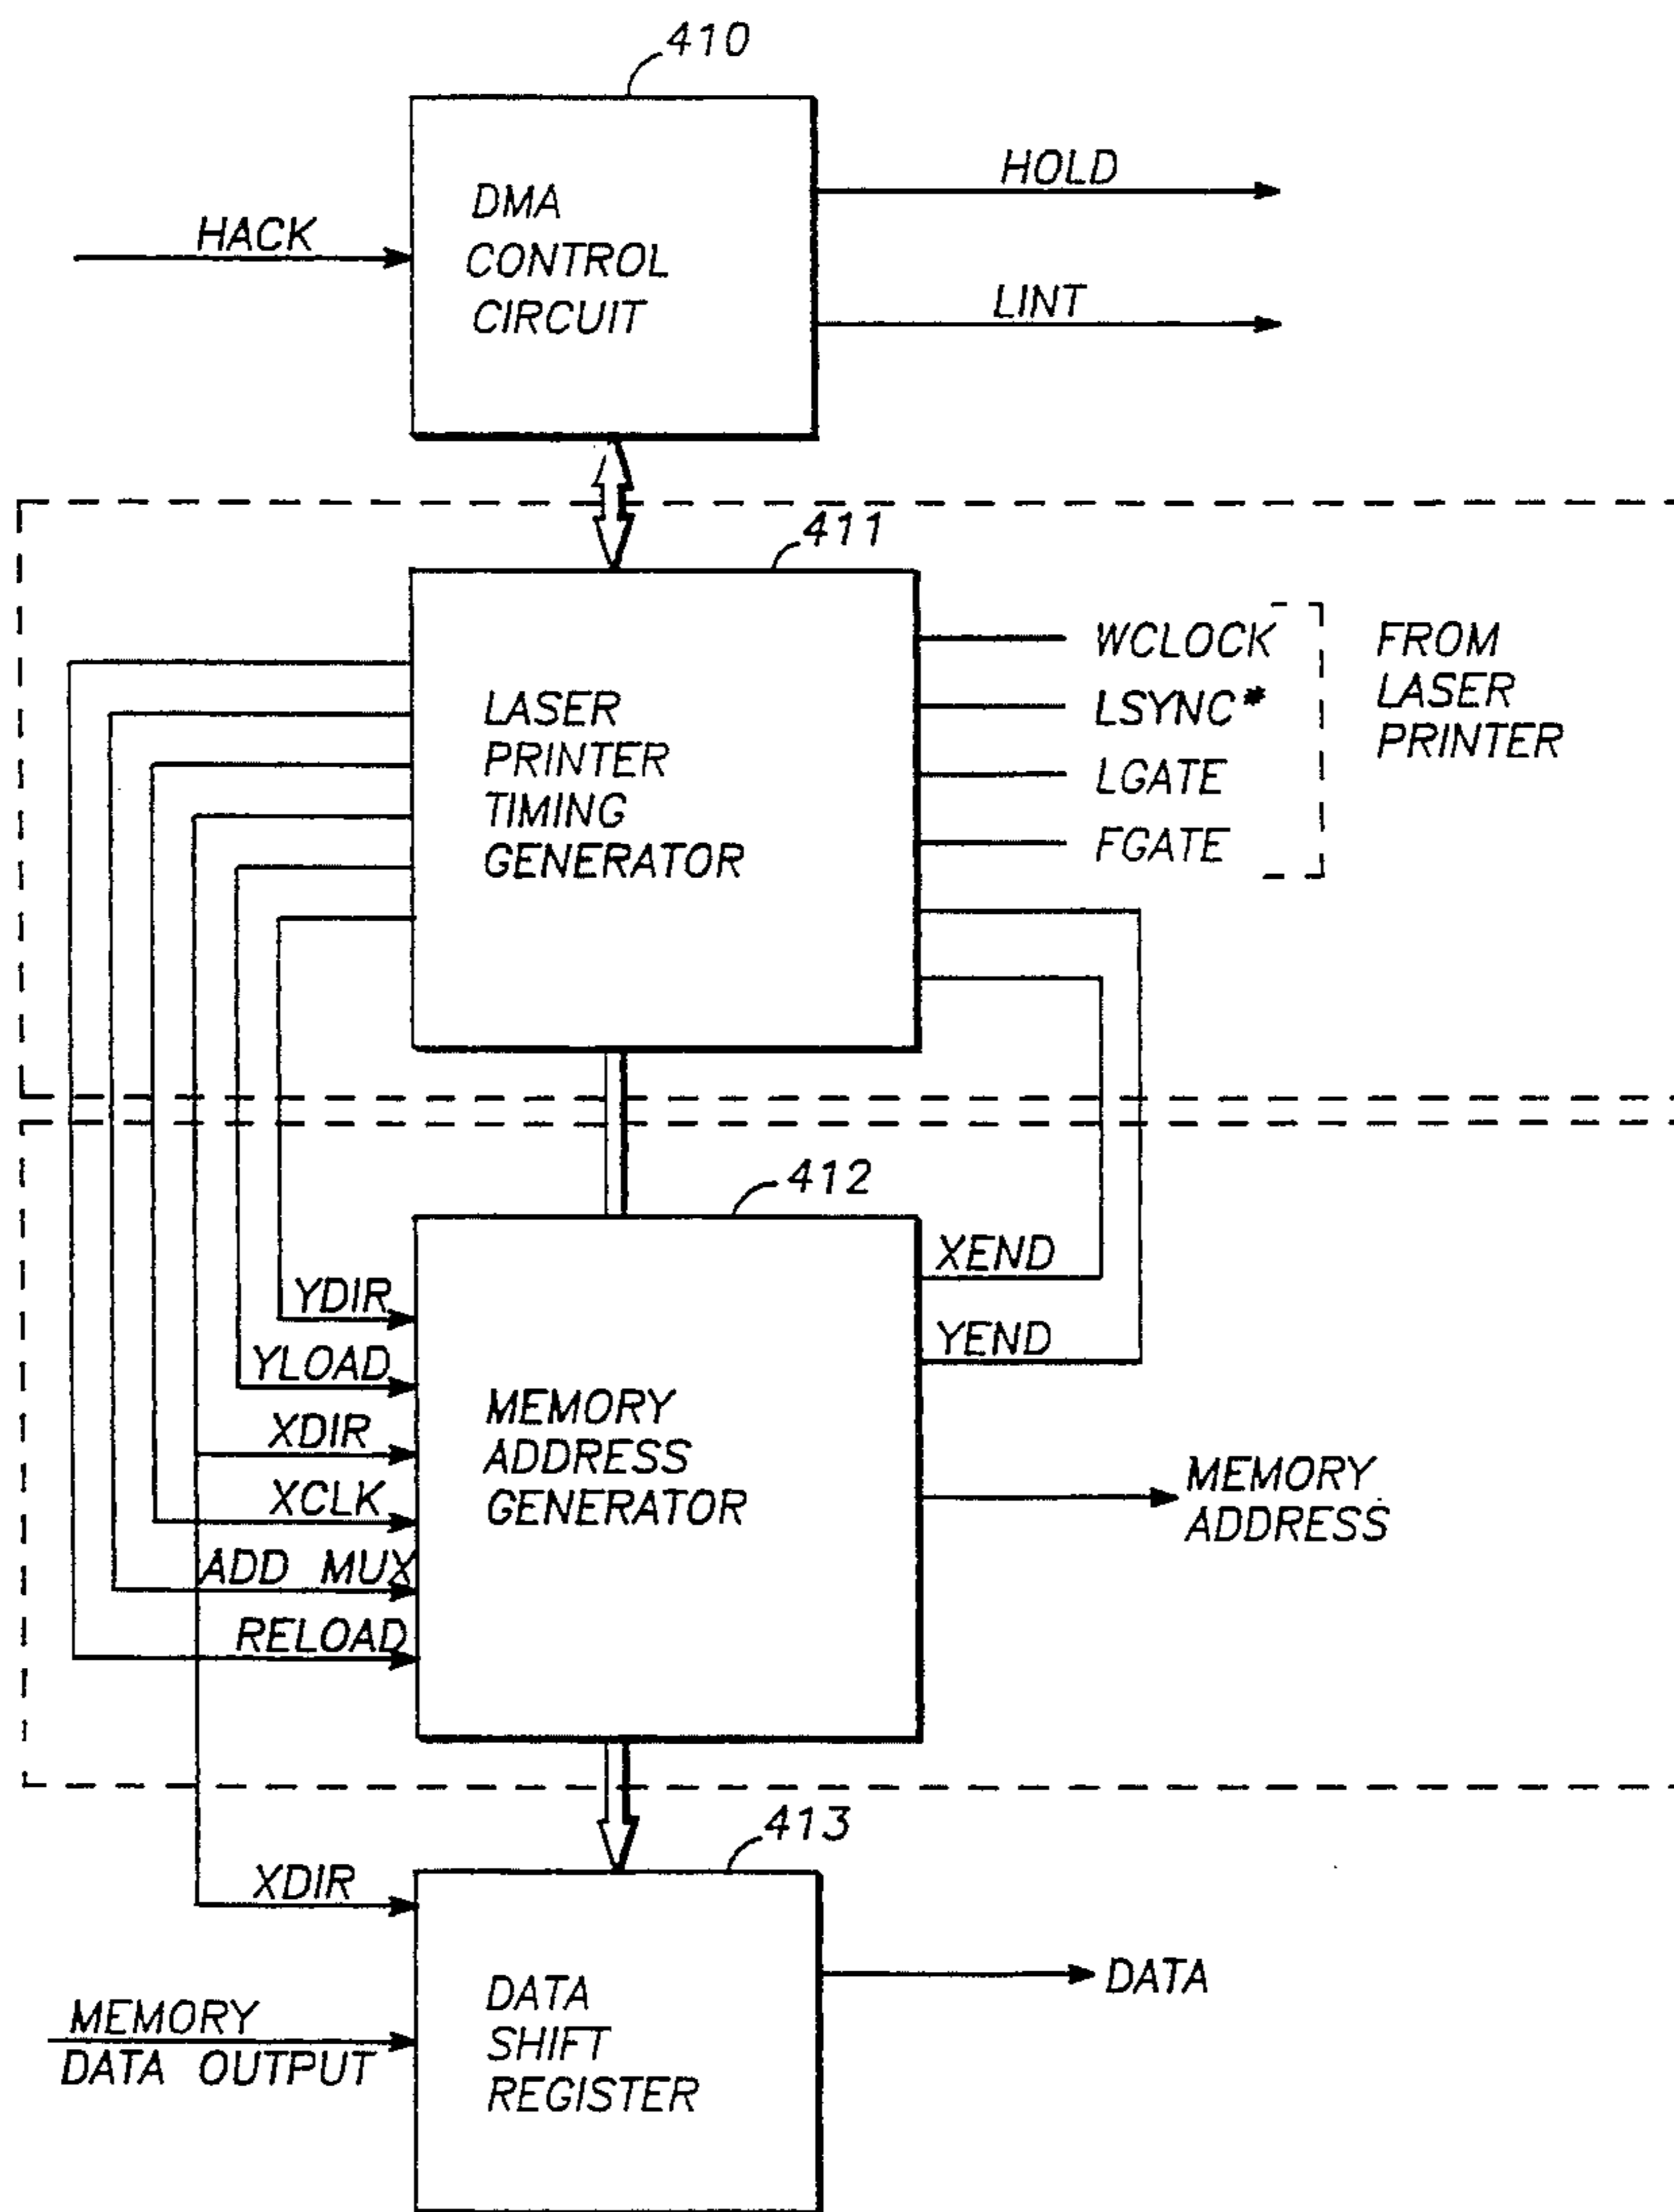 410
HOLD
DMA
CONTROL
CIRCUIT
HACK
LINT
411
WCLOCK
LSYNC*
LGATE
FGATE
FROM
LASER
PRINTER
LASER
PRINTER
TIMING
GENERATOR
412
XEND
YEND
YDIR
YLOAD
XDIR
XCLK
ADD MUX
RELOAD
MEMORY
ADDRESS
GENERATOR
MEMORY
ADDRESS
413
XDIR
MEMORY
DATA OUTPUT
DATA
SHIFT
REGISTER
DATA